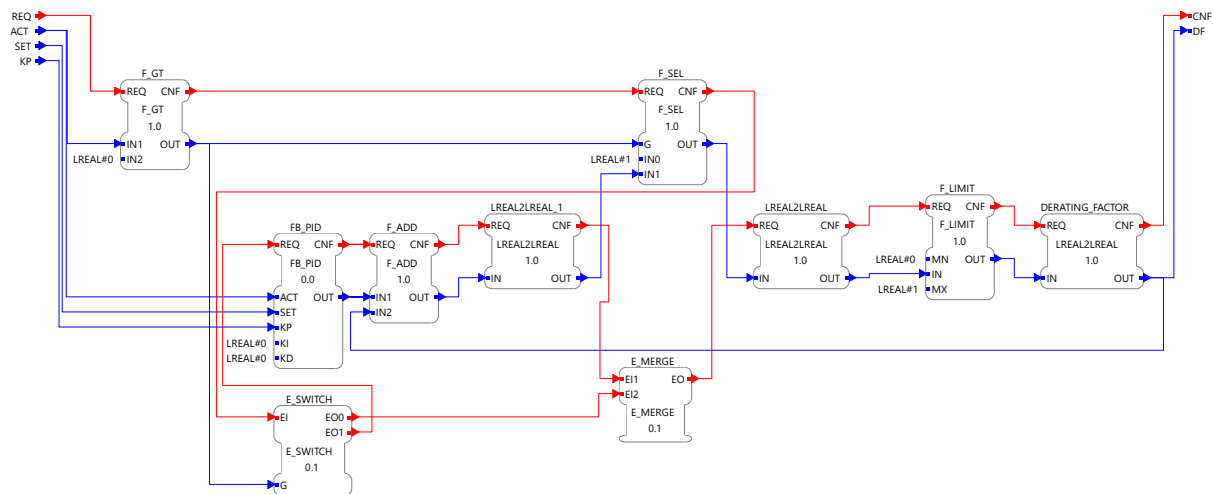 REQ
ACT
SET
KP
CNF
DF
F_GT
REQ CNF
F_GT
1.0
IN1 OUT
LREAL#0 IN2
F_SEL
REQ CNF
F_SEL
1.0
G OUT
LREAL#1 IN0
IN1
FB_PID
REQ CNF
FB_PID
0.0
ACT OUT
SET
KP
LREAL#0 KI
LREAL#0 KD
F_ADD
REQ CNF
F_ADD
1.0
IN1 OUT
IN2
LREAL2LREAL_1
REQ CNF
LREAL2LREAL
1.0
IN OUT
LREAL2LREAL
REQ CNF
LREAL2LREAL
1.0
IN OUT
F_LIMIT
REQ CNF
F_LIMIT
1.0
LREAL#0 MN OUT
IN
LREAL#1 MX
DERATING_FACTOR
REQ CNF
LREAL2LREAL
1.0
IN OUT
E_MERGE
EI1 EO
EI2
E_MERGE
0.1
E_SWITCH
EI EO0
EO1
E_SWITCH
0.1
G